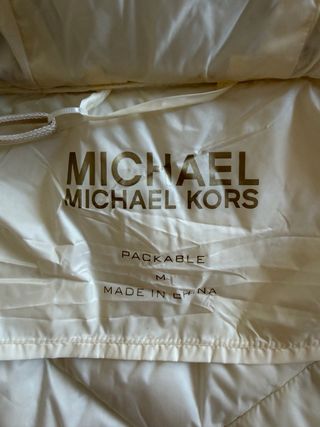 MICHAEL
MICHAEL KORS
PACKABLE
M
MADE IN CHINA